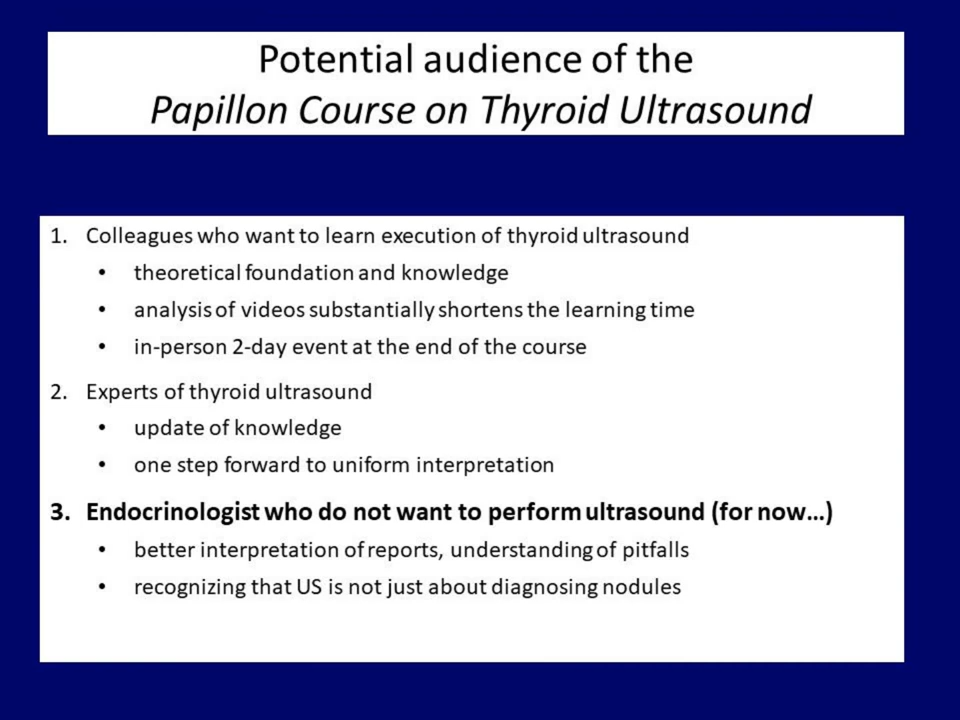 Potential audience of the
Papillon Course on Thyroid Ultrasound
1. Colleagues who want to learn execution of thyroid ultrasound
• theoretical foundation and knowledge
• analysis of videos substantially shortens the learning time
• in-person 2-day event at the end of the course
2. Experts of thyroid ultrasound
• update of knowledge
• one step forward to uniform interpretation
3. Endocrinologist who do not want to perform ultrasound (for now…)
• better interpretation of reports, understanding of pitfalls
• recognizing that US is not just about diagnosing nodules